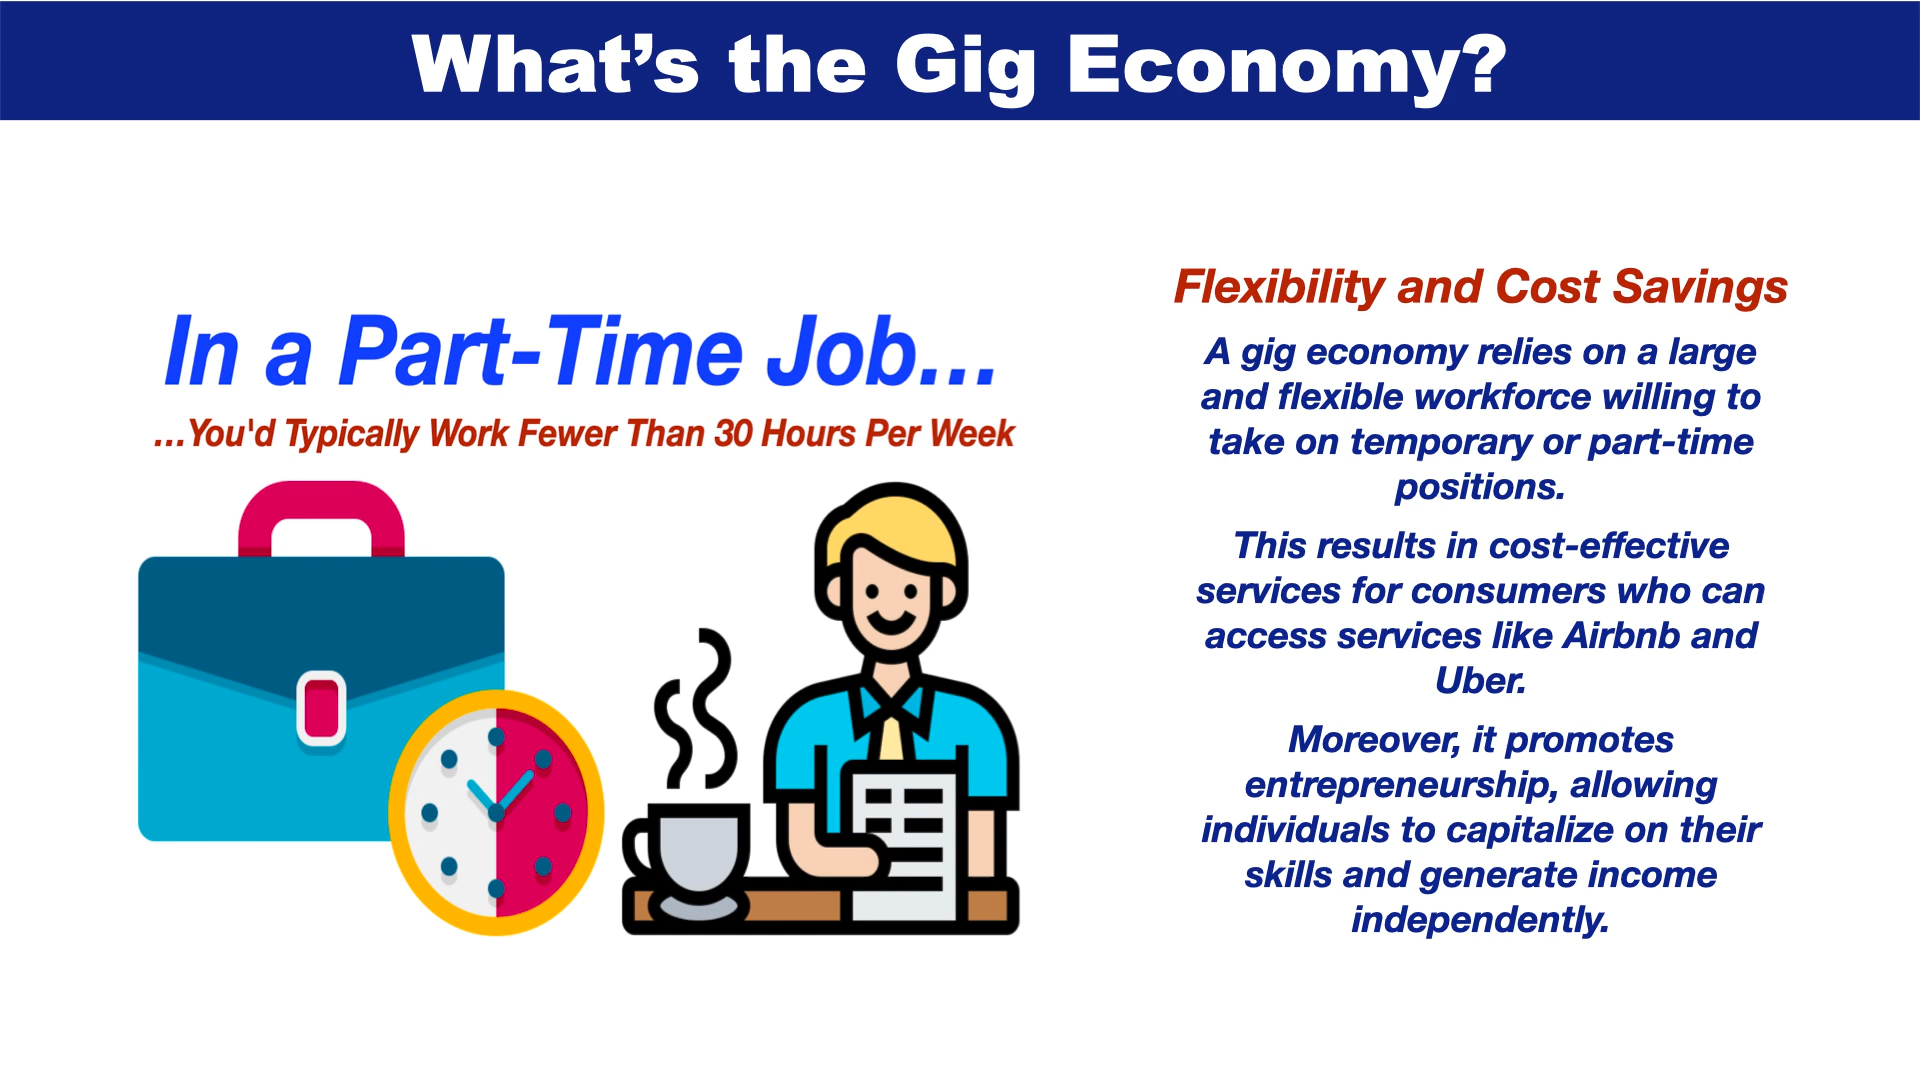 What’s the Gig Economy?
In a Part-Time Job...
...You'd Typically Work Fewer Than 30 Hours Per Week
Flexibility and Cost Savings
A gig economy relies on a large
and flexible workforce willing to
take on temporary or part-time
positions.
This results in cost-effective
services for consumers who can
access services like Airbnb and
Uber.
Moreover, it promotes
entrepreneurship, allowing
individuals to capitalize on their
skills and generate income
independently.